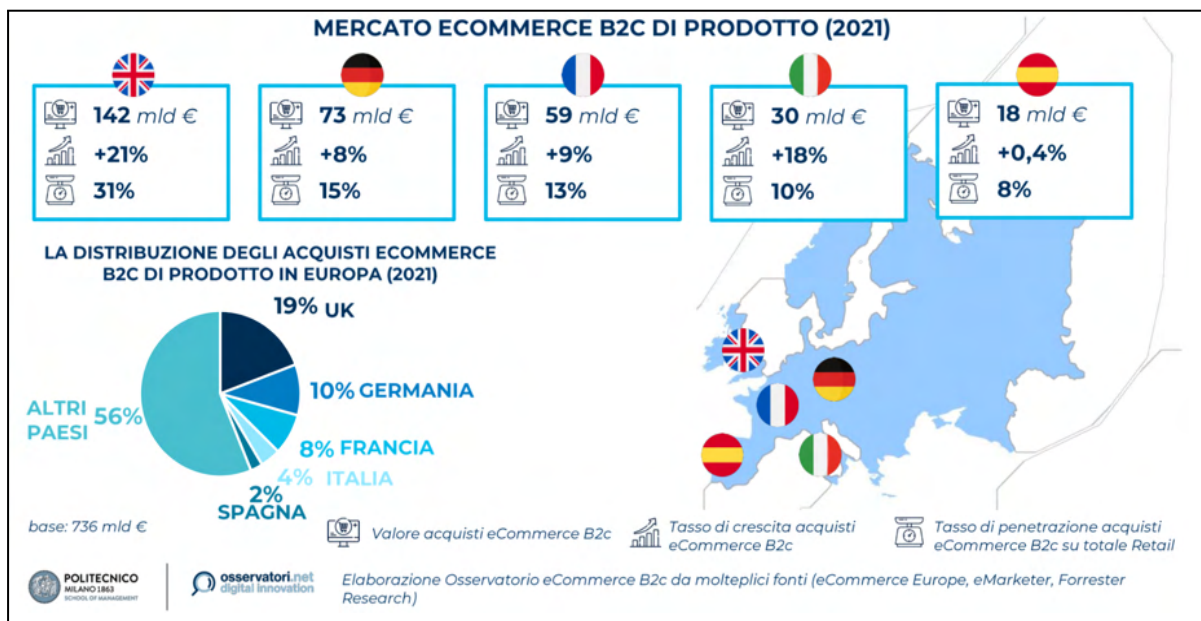 MERCATO ECOMMERCE B2C DI PRODOTTO (2021)
142 mld €
+21%
31%
73 mld €
+8%
15%
59 mld €
+9%
13%
30 mld €
+18%
10%
18 mld €
+0,4%
8%
LA DISTRIBUZIONE DEGLI ACQUISTI ECOMMERCE
B2C DI PRODOTTO IN EUROPA (2021)
19% UK
10% GERMANIA
8% FRANCIA
4% ITALIA
2%
SPAGNA
ALTRI
PAESI 56%
base: 736 mld €
Valore acquisti eCommerce B2c
Tasso di crescita acquisti
eCommerce B2c
Tasso di penetrazione acquisti
eCommerce B2c su totale Retail
POLITECNICO
MILANO 1863
SCHOOL OF MANAGEMENT
osservatori.net
digital innovation
Elaborazione Osservatorio eCommerce B2c da molteplici fonti (eCommerce Europe, eMarketer, Forrester
Research)